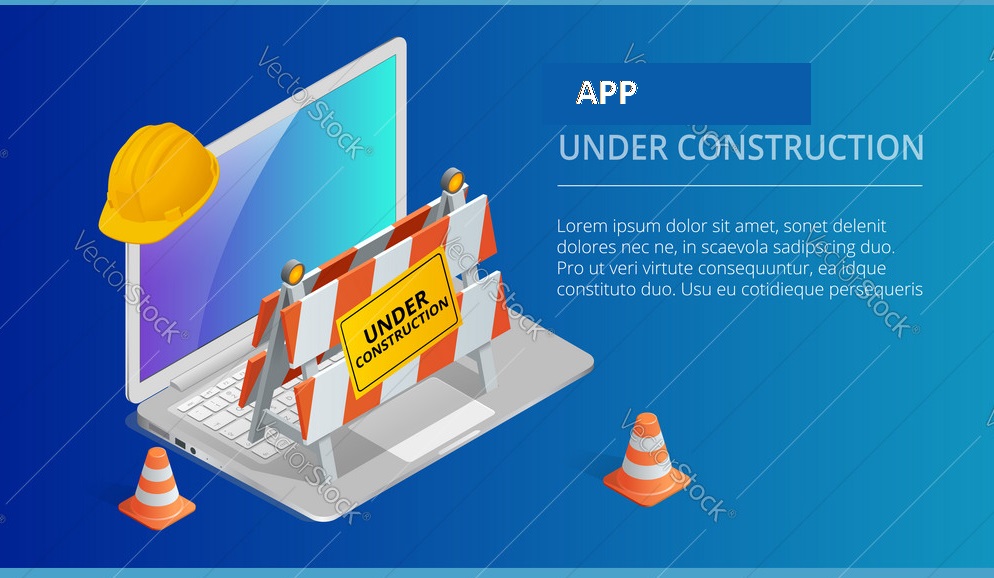 APP
UNDER CONSTRUCTION
Lorem ipsum dolor sit amet, sonet delenit
dolores nec ne, in scaevola sadipscing duo.
Pro ut veri virtute consequuntur, ea idque
constituto duo. Usu eu cotidieque persequeris
UNDER
CONSTRUCTION
VectorStock®
VectorStock®
VectorStock®
VectorStock®
VectorStock®
VectorStock®
VectorStock®